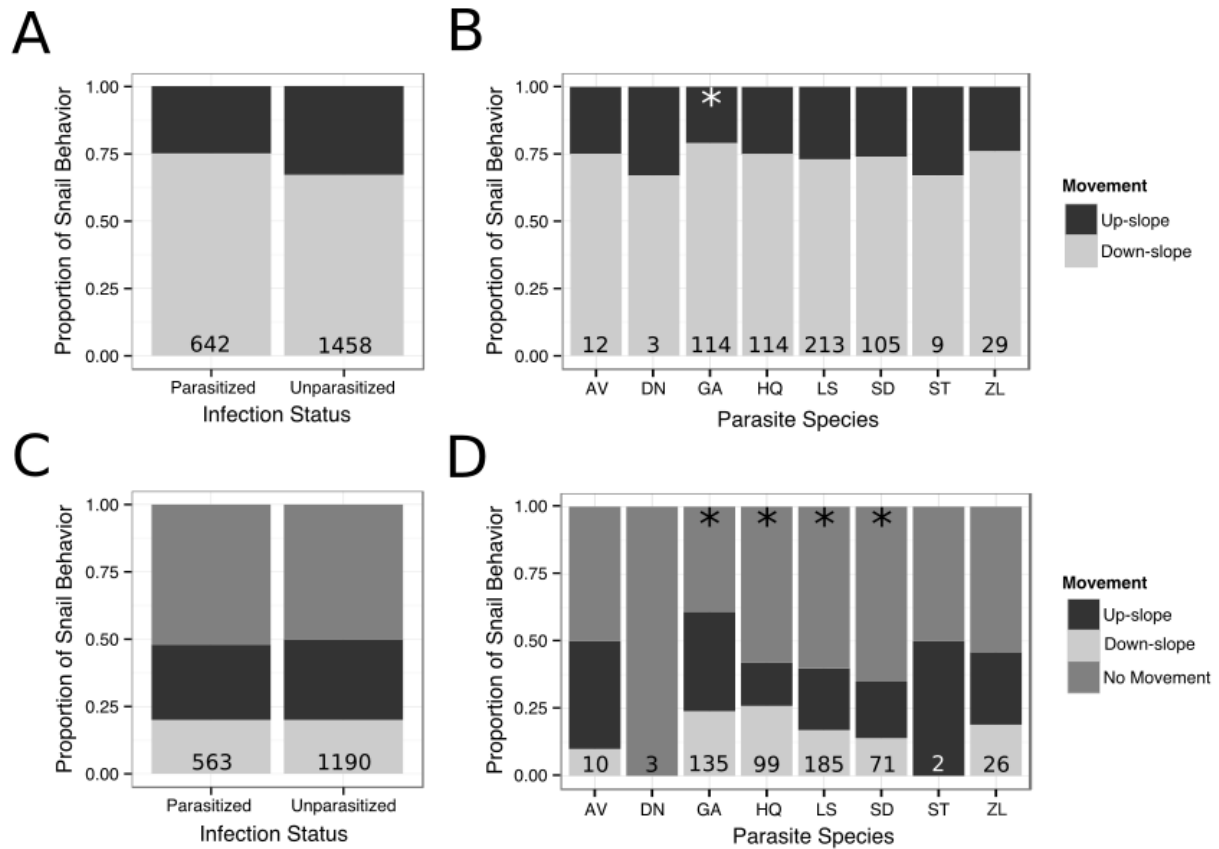 A
Proportion of Snail Behavior
1.00
0.75
0.50
0.25
0.00
642 1458
Parasitized Unparasitized
Infection Status
B
Proportion of Snail Behavior
1.00
0.75
0.50
0.25
0.00
*
12 3 114 114 213 105 9 29
AV DN GA HQ LS SD ST ZL
Parasite Species
Movement
Up-slope
Down-slope
C
Proportion of Snail Behavior
1.00
0.75
0.50
0.25
0.00
563 1190
Parasitized Unparasitized
Infection Status
D
Proportion of Snail Behavior
1.00
0.75
0.50
0.25
0.00
* * * *
10 3 135 99 185 71 2 26
AV DN GA HQ LS SD ST ZL
Parasite Species
Movement
Up-slope
Down-slope
No Movement